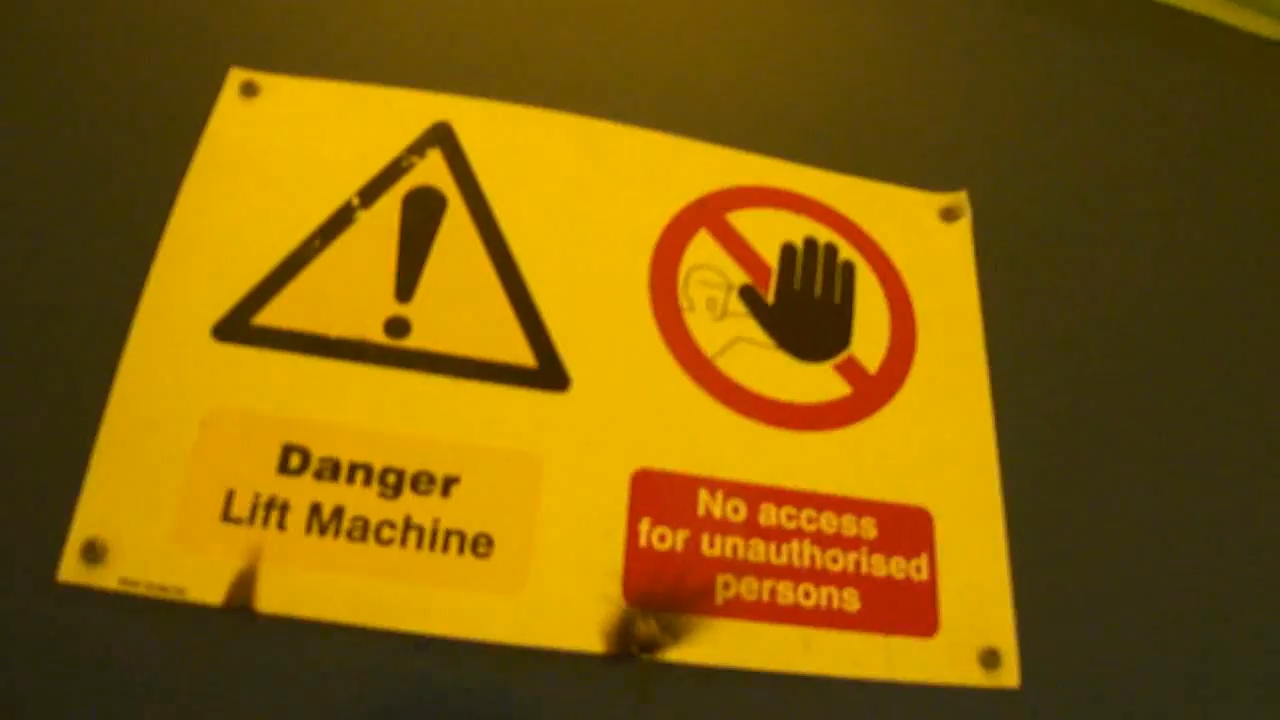 Danger
Lift Machine
No access
for unauthorised
persons